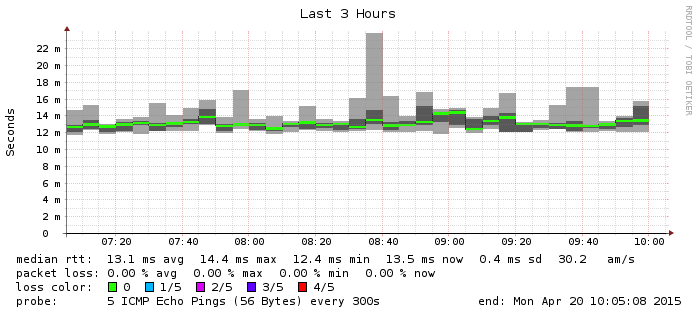 Last 3 Hours
RRDTOOL / TOBI OETIKER
Seconds
22 m
20 m
18 m
16 m
14 m
12 m
10 m
8 m
6 m
4 m
2 m
0
07:20 07:40 08:00 08:20 08:40 09:00 09:20 09:40 10:00
median rtt: 13.1 ms avg 14.4 ms max 12.4 ms min 13.5 ms now 0.4 ms sd 30.2 am/s
packet loss: 0.00 % avg 0.00 % max 0.00 % min 0.00 % now
loss color: 0 1/5 2/5 3/5 4/5
probe: 5 ICMP Echo Pings (56 Bytes) every 300s end: Mon Apr 20 10:05:08 2015